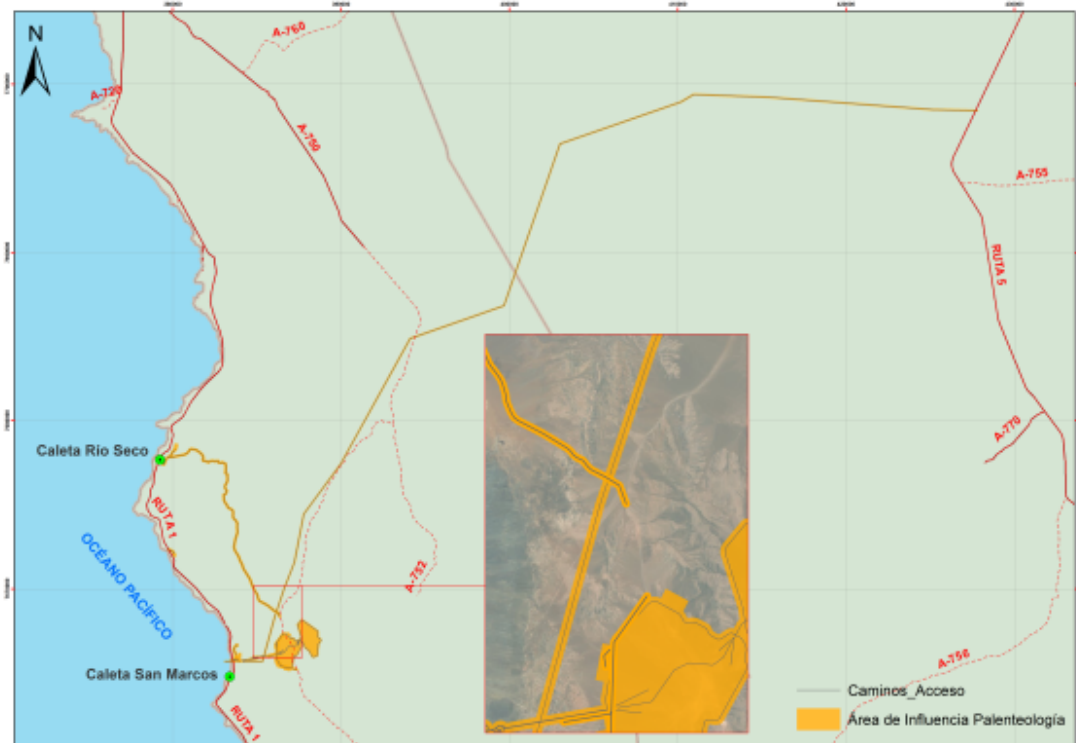 N
A-760
A-720
A-750
A-755
RUTA 5
A-770
Caleta Río Seco
RUTA 1
OCÉANO PACÍFICO
A-752
Caleta San Marcos
A-756
RUTA 1
Caminos_Acceso
Área de Influencia Palenteología